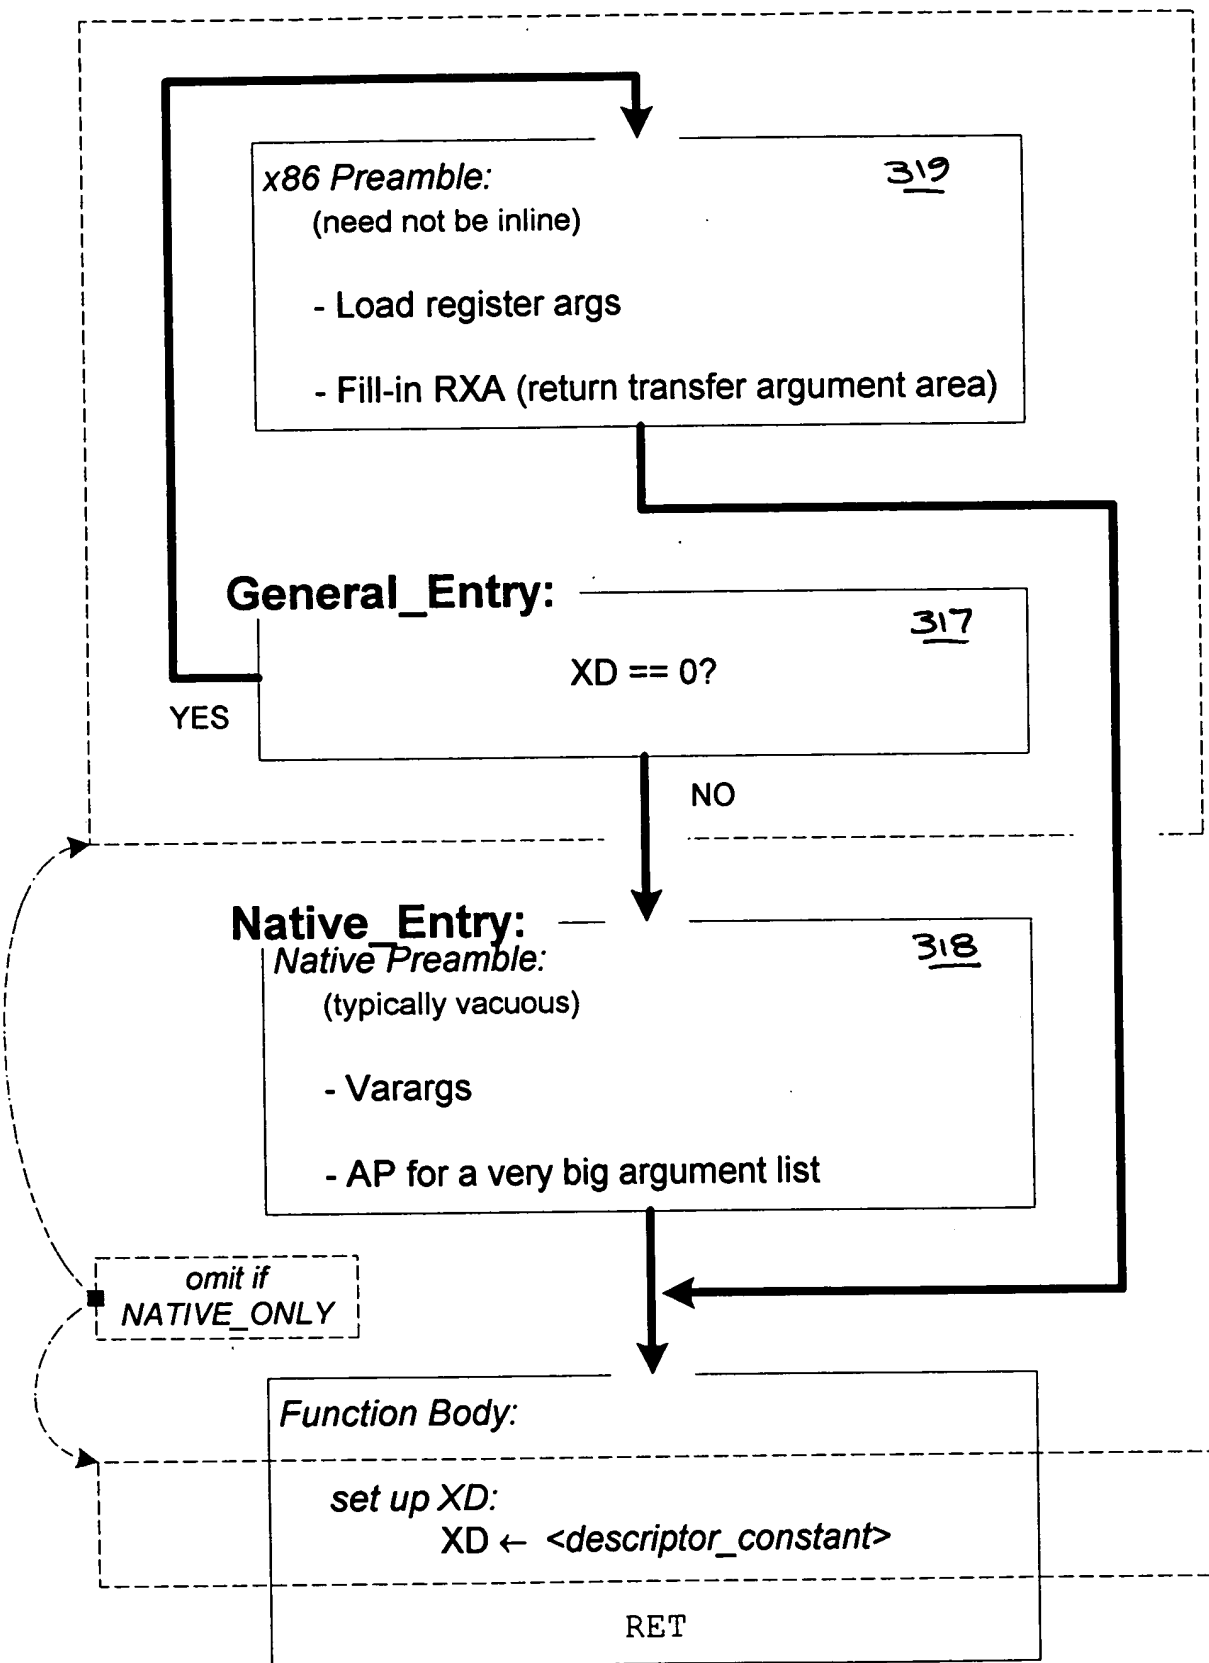 x86 Preamble:
319
(need not be inline)
- Load register args
- Fill-in RXA (return transfer argument area)
General_Entry:
317
XD == 0?
YES
NO
Native_Entry:
Native Preamble:
318
(typically vacuous)
- Varargs
- AP for a very big argument list
omit if
NATIVE_ONLY
Function Body:
set up XD:
XD ← <descriptor_constant>
RET